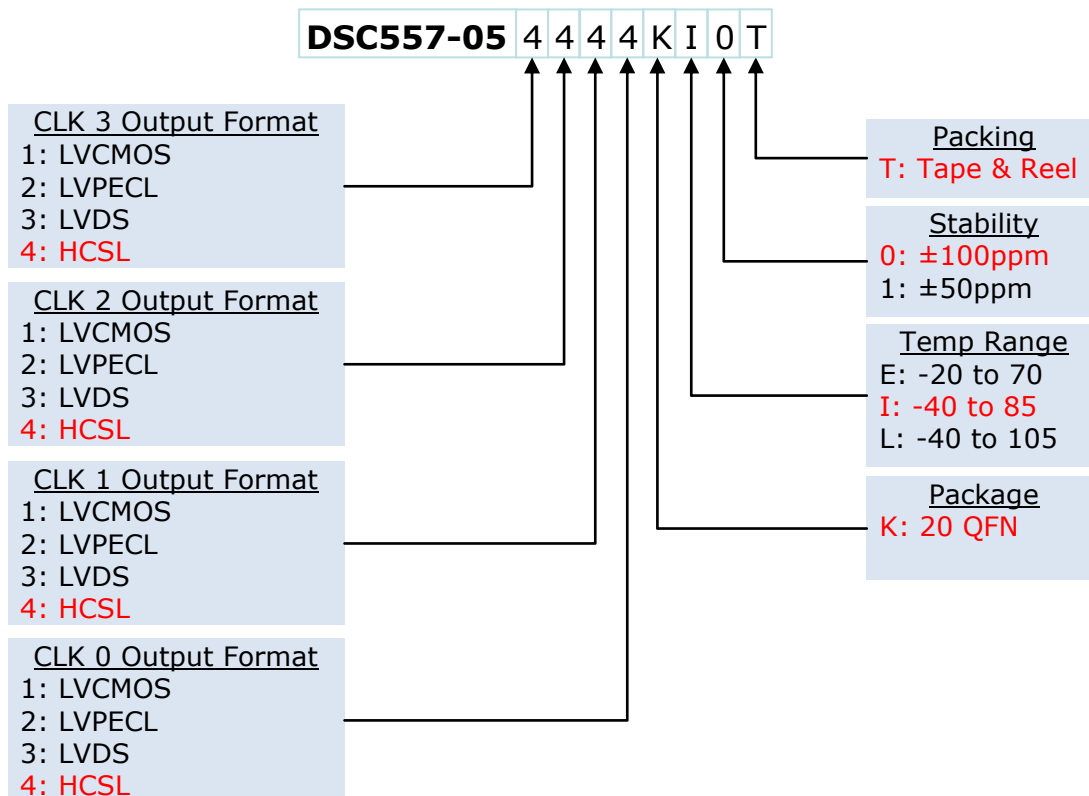 DSC557-05 4 4 4 4 K I 0 T
CLK 3 Output Format
1: LVCMOS
2: LVPECL
3: LVDS
4: HCSL
CLK 2 Output Format
1: LVCMOS
2: LVPECL
3: LVDS
4: HCSL
CLK 1 Output Format
1: LVCMOS
2: LVPECL
3: LVDS
4: HCSL
CLK 0 Output Format
1: LVCMOS
2: LVPECL
3: LVDS
4: HCSL
Packing
T: Tape & Reel
Stability
0: ±100ppm
1: ±50ppm
Temp Range
E: -20 to 70
I: -40 to 85
L: -40 to 105
Package
K: 20 QFN